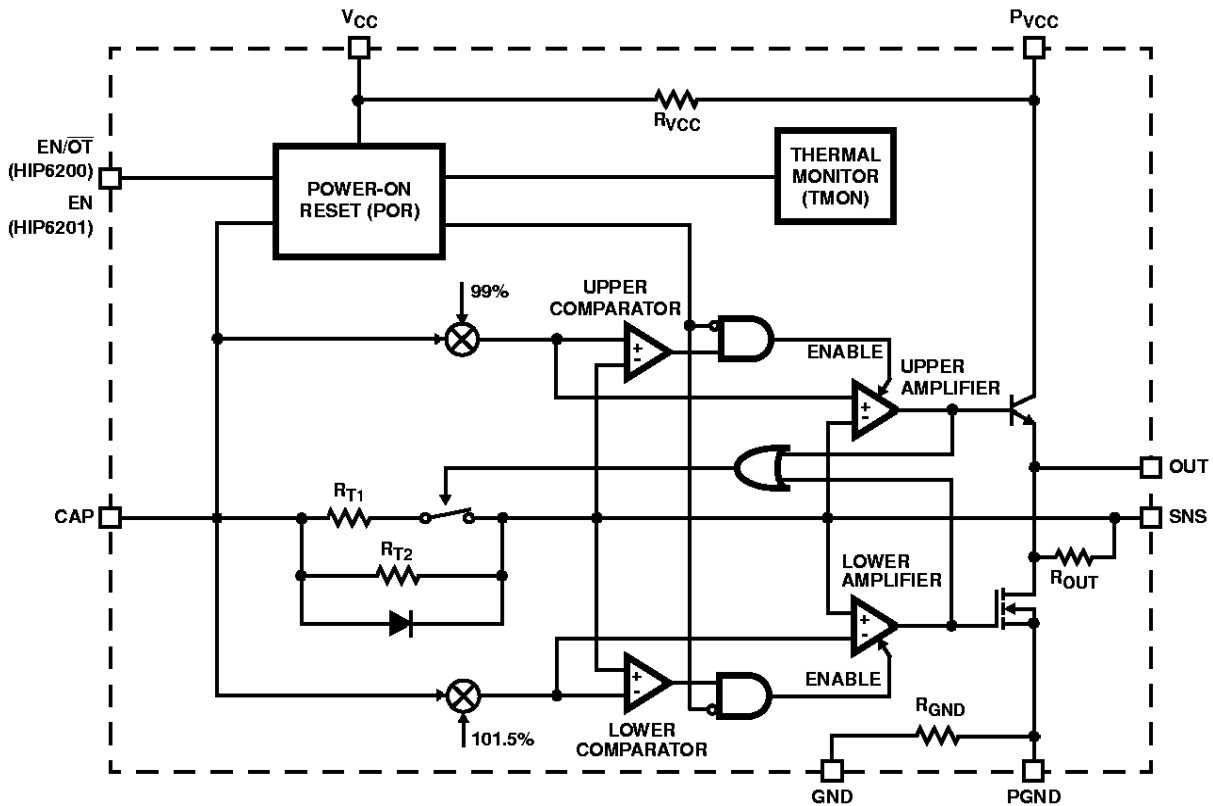 VCC
PVCC
RVCC
EN/OT
(HIP6200)
EN
(HIP6201)
POWER-ON
RESET (POR)
THERMAL
MONITOR
(TMON)
99%
UPPER
COMPARATOR
+
-
ENABLE
UPPER
AMPLIFIER
+
-
OUT
RT1
CAP
SNS
RT2
ROUT
LOWER
AMPLIFIER
+
-
+
-
ENABLE
101.5%
LOWER
COMPARATOR
RGND
GND
PGND